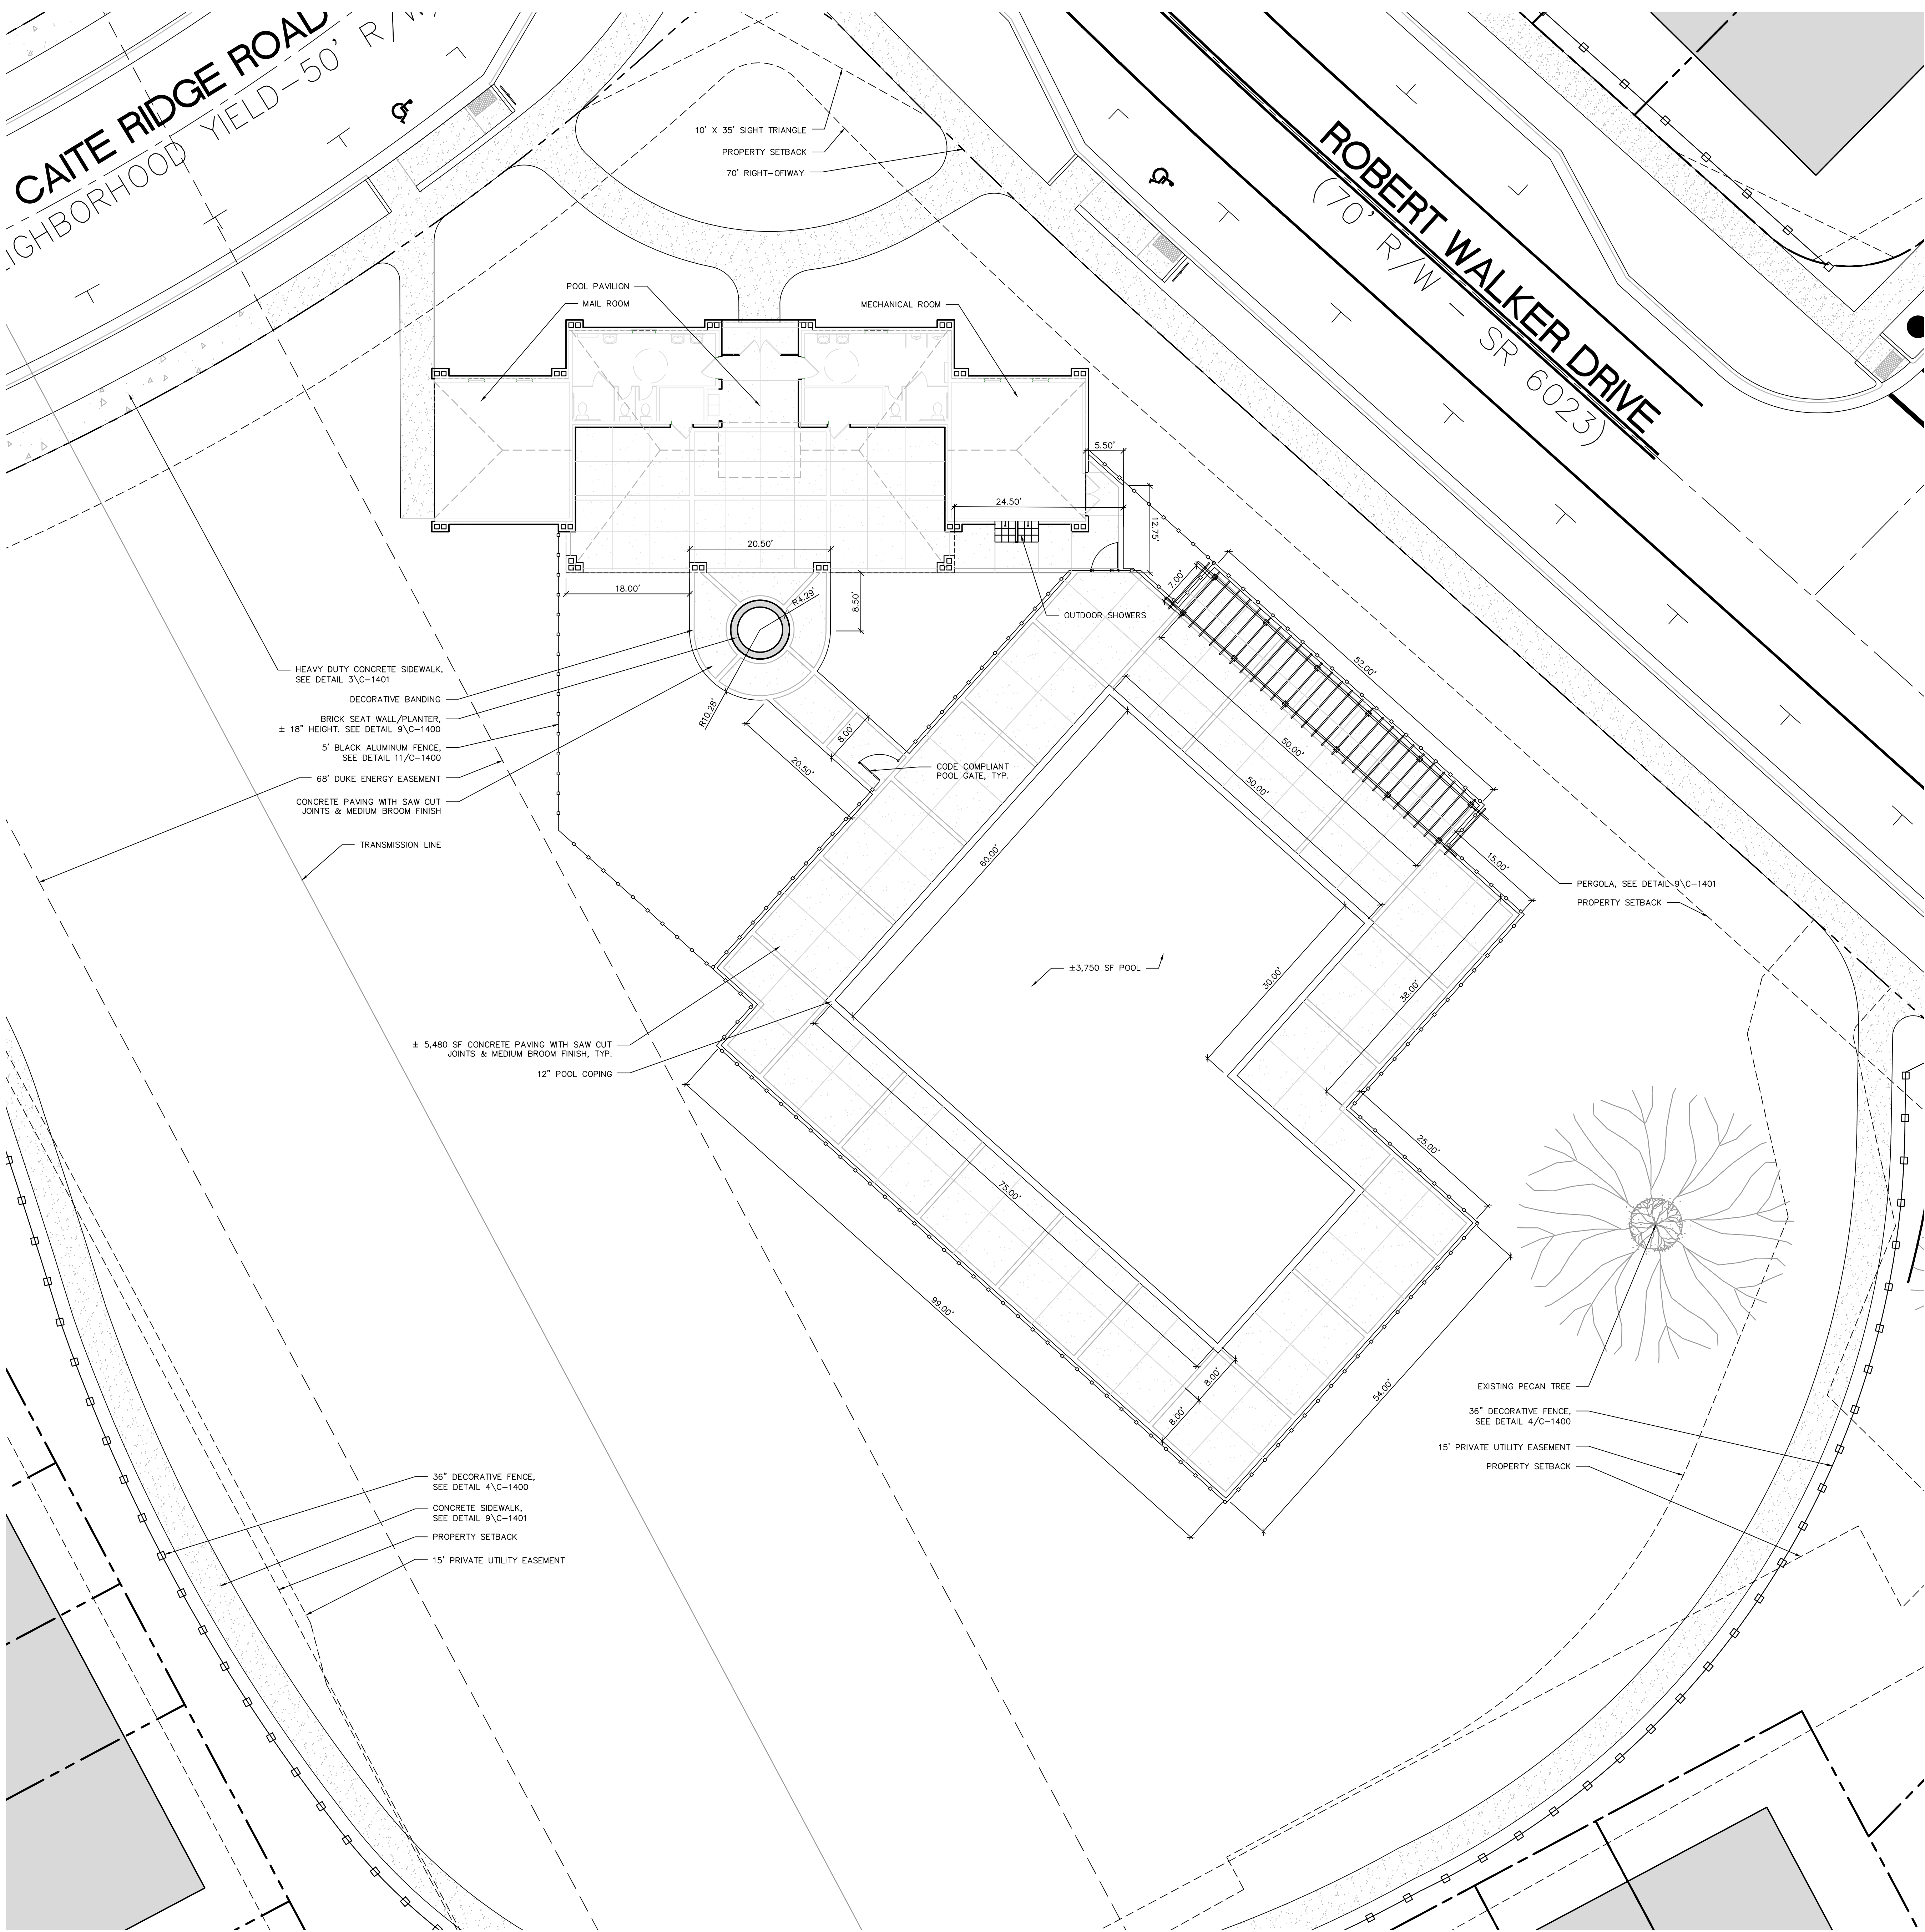 CAITE RIDGE ROAD
IGHBORHOOD YIELD-50' R/W
10' X 35' SIGHT TRIANGLE
PROPERTY SETBACK
70' RIGHT-OFIWAY
ROBERT WALKER DRIVE
(70' R/W - SR 6023)
POOL PAVILION
MAIL ROOM
MECHANICAL ROOM
5.50'
24.50'
12.75'
20.50'
18.00'
8.50'
R4.29'
R10.28'
7.00'
OUTDOOR SHOWERS
52.00'
HEAVY DUTY CONCRETE SIDEWALK,
SEE DETAIL 3\C-1401
DECORATIVE BANDING
BRICK SEAT WALL/PLANTER,
± 18" HEIGHT. SEE DETAIL 9\C-1400
5' BLACK ALUMINUM FENCE,
SEE DETAIL 11/C-1400
68' DUKE ENERGY EASEMENT
CONCRETE PAVING WITH SAW CUT
JOINTS & MEDIUM BROOM FINISH
TRANSMISSION LINE
8.00'
20.50'
CODE COMPLIANT
POOL GATE, TYP.
50.00'
50.00'
60.00'
15.00'
PERGOLA, SEE DETAIL 9\C-1401
PROPERTY SETBACK
±3,750 SF POOL
30.00'
38.00'
± 5,480 SF CONCRETE PAVING WITH SAW CUT
JOINTS & MEDIUM BROOM FINISH, TYP.
12" POOL COPING
25.00'
75.00'
99.00'
8.00'
8.00'
54.00'
EXISTING PECAN TREE
36" DECORATIVE FENCE,
SEE DETAIL 4/C-1400
15' PRIVATE UTILITY EASEMENT
PROPERTY SETBACK
36" DECORATIVE FENCE,
SEE DETAIL 4\C-1400
CONCRETE SIDEWALK,
SEE DETAIL 9\C-1401
PROPERTY SETBACK
15' PRIVATE UTILITY EASEMENT